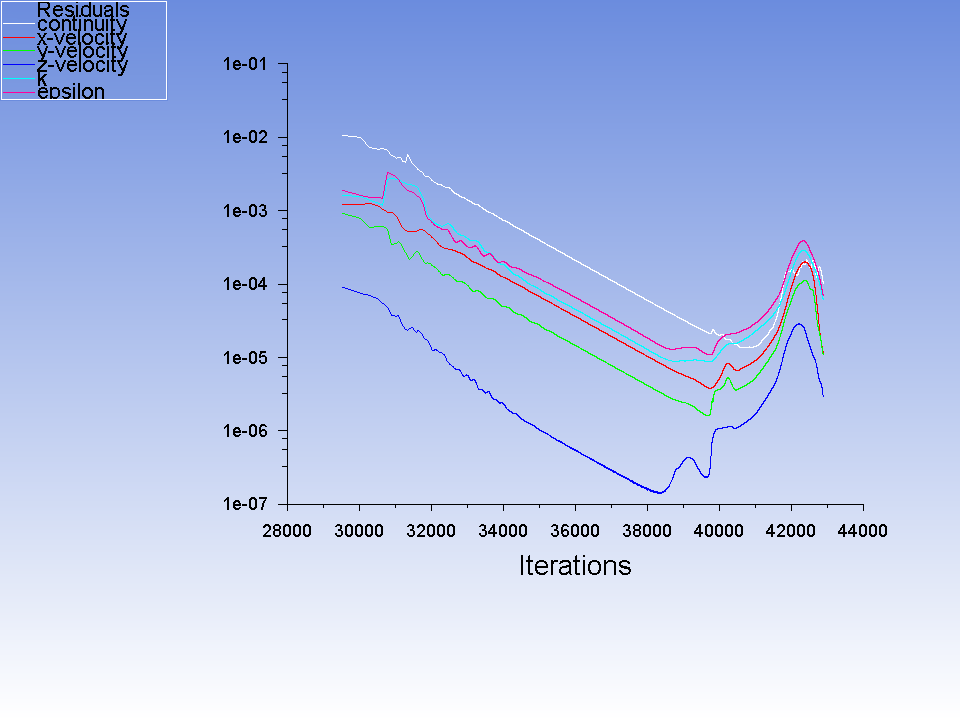 Residuals
continuity
x-velocity
y-velocity
z-velocity
k
epsilon
1e-01
1e-02
1e-03
1e-04
1e-05
1e-06
1e-07
28000 30000 32000 34000 36000 38000 40000 42000 44000
Iterations